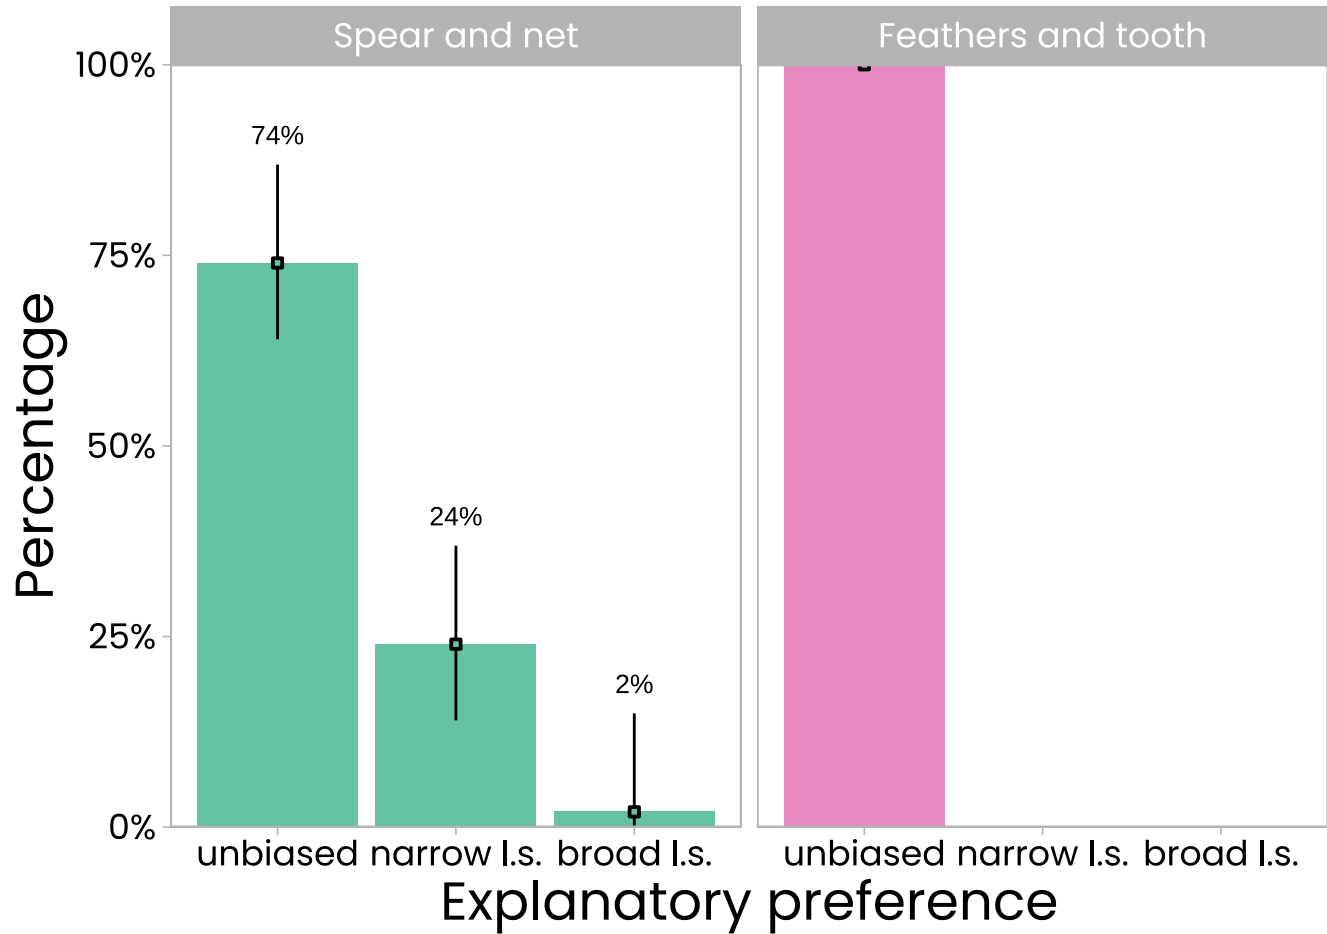 Spear and net
Feathers and tooth
100%
75%
50%
25%
0%
Percentage
74%
24%
2%
unbiased narrow l.s. broad l.s.
unbiased narrow l.s. broad l.s.
Explanatory preference